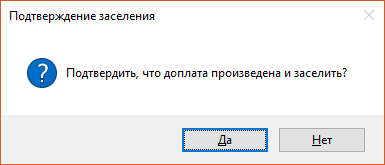 Подтверждение заселения
Подтвердить, что доплата произведена и заселить?
Да
Нет